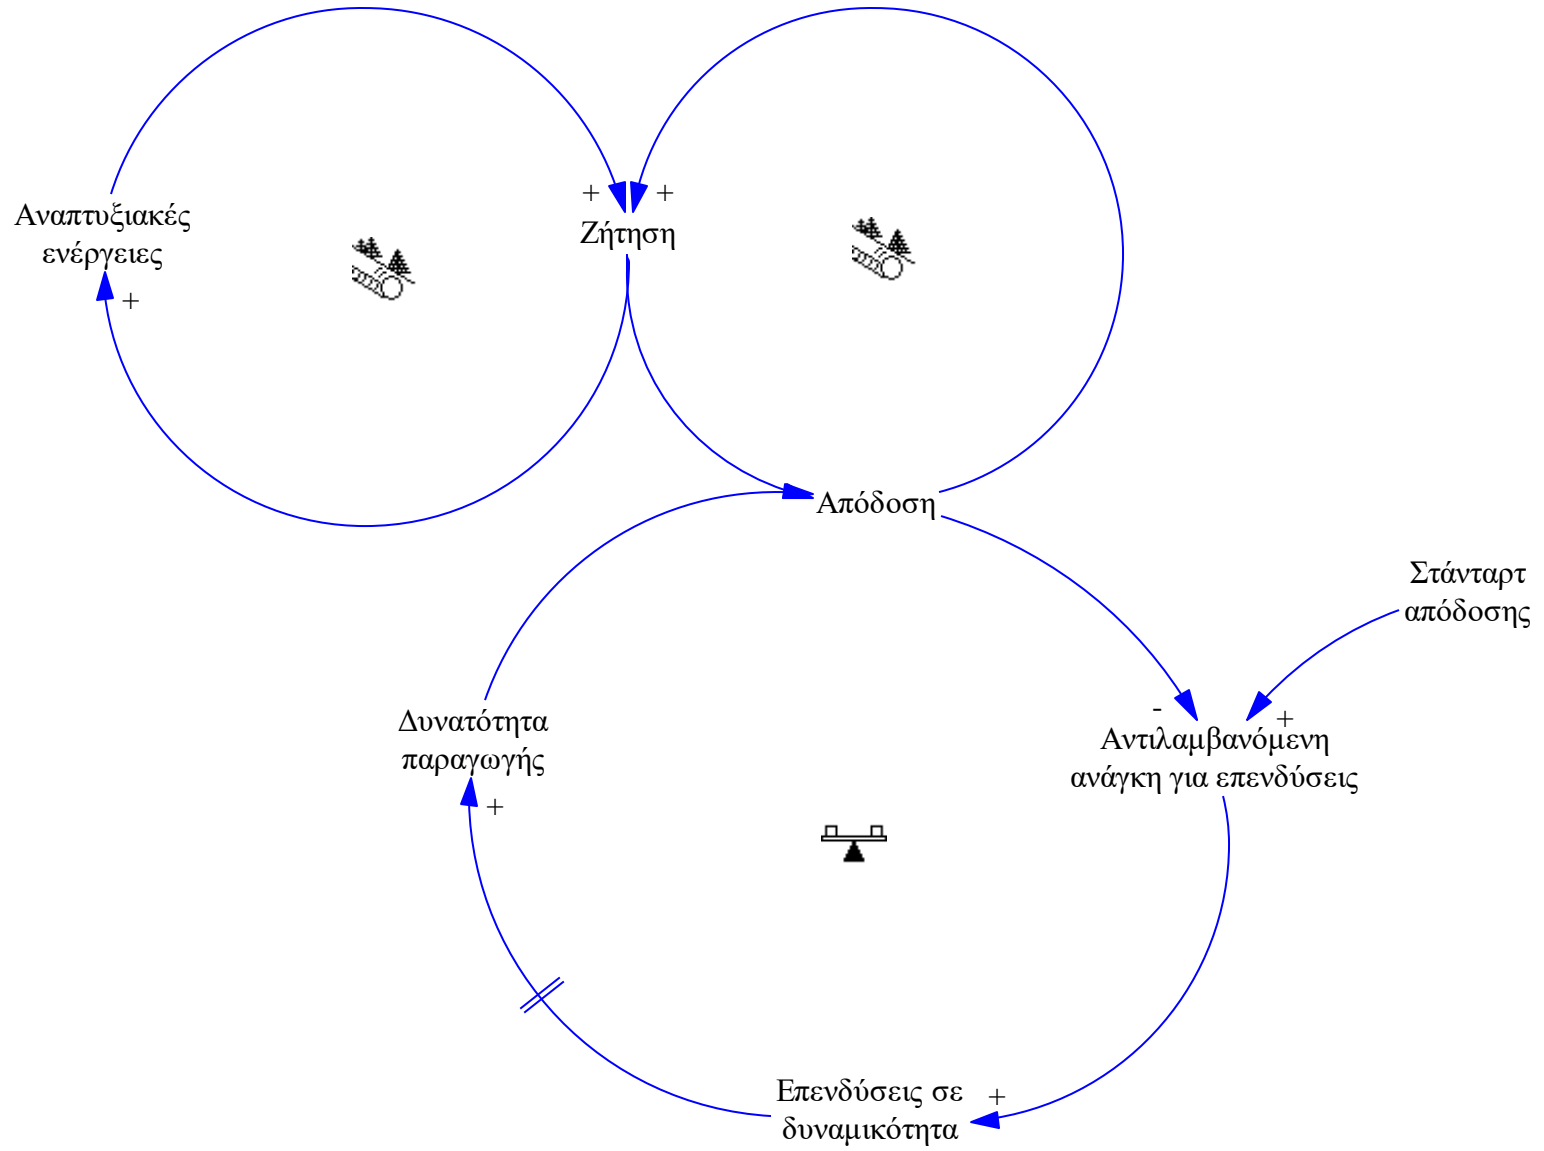 +
+
Αναπτυξιακές
ενέργειες
Ζήτηση
+
Απόδοση
Στάνταρτ
απόδοσης
Δυνατότητα
παραγωγής
-
+
Αντιλαμβανόμενη
ανάγκη για επενδύσεις
+
Επενδύσεις σε
δυναμικότητα
+